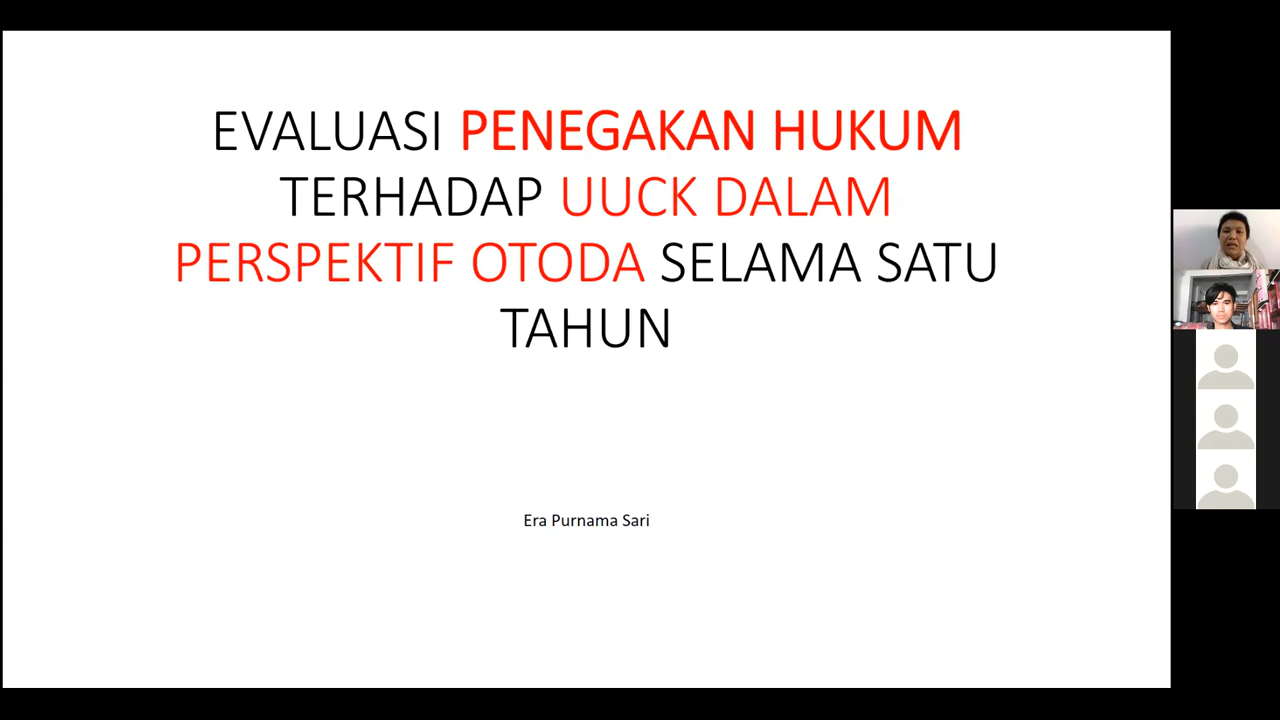 EVALUASI PENEGAKAN HUKUM
TERHADAP UUCK DALAM
PERSPEKTIF OTODA SELAMA SATU
TAHUN
Era Purnama Sari